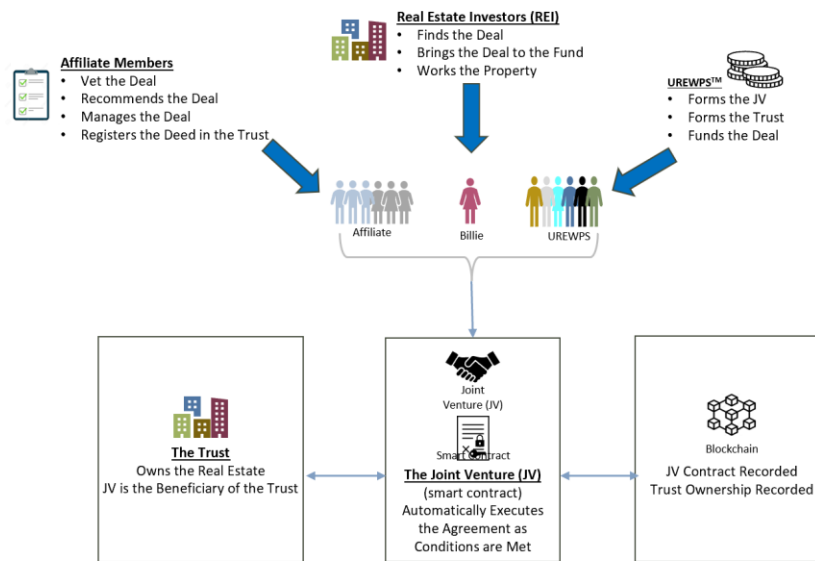 Real Estate Investors (REI)
• Finds the Deal
• Brings the Deal to the Fund
• Works the Property
Affiliate Members
• Vet the Deal
• Recommends the Deal
• Manages the Deal
• Registers the Deed in the Trust
UREWPS™
• Forms the JV
• Forms the Trust
• Funds the Deal
Affiliate
Billie
UREWPS
The Trust
Owns the Real Estate
JV is the Beneficiary of the Trust
Joint
Venture (JV)
Smart Contract
The Joint Venture (JV)
(smart contract)
Automatically Executes
the Agreement as
Conditions are Met
Blockchain
JV Contract Recorded
Trust Ownership Recorded